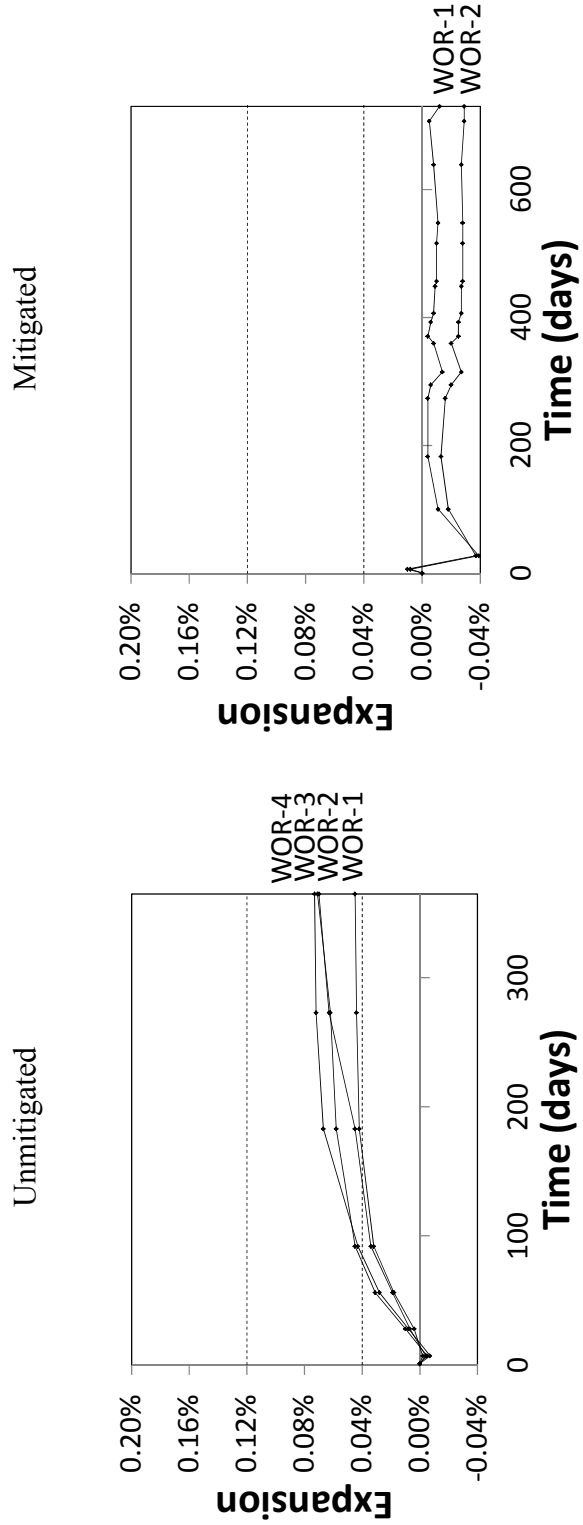 Unmitigated
0.20%
0.16%
0.12%
0.08%
0.04%
0.00%
-0.04%
Expansion
0
100
200
300
Time (days)
WOR-4
WOR-3
WOR-2
WOR-1
Mitigated
0.20%
0.16%
0.12%
0.08%
0.04%
0.00%
-0.04%
Expansion
0
200
400
600
Time (days)
WOR-1
WOR-2